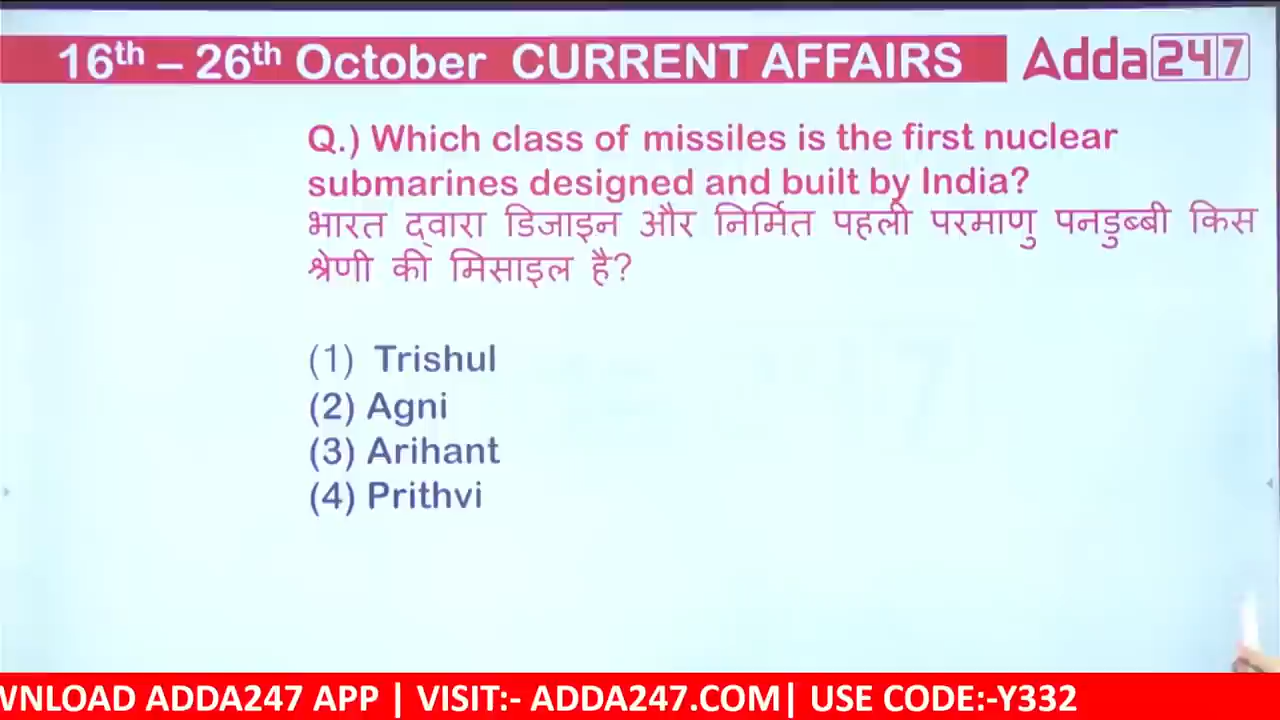 16th – 26th October CURRENT AFFAIRS
Adda247
Q.) Which class of missiles is the first nuclear
submarines designed and built by India?
भारत द्वारा डिजाइन और निर्मित पहली परमाणु पनडुब्बी किस
श्रेणी की मिसाइल है?
(1) Trishul
(2) Agni
(3) Arihant
(4) Prithvi
WNLOAD ADDA247 APP | VISIT:- ADDA247.COM| USE CODE:-Y332